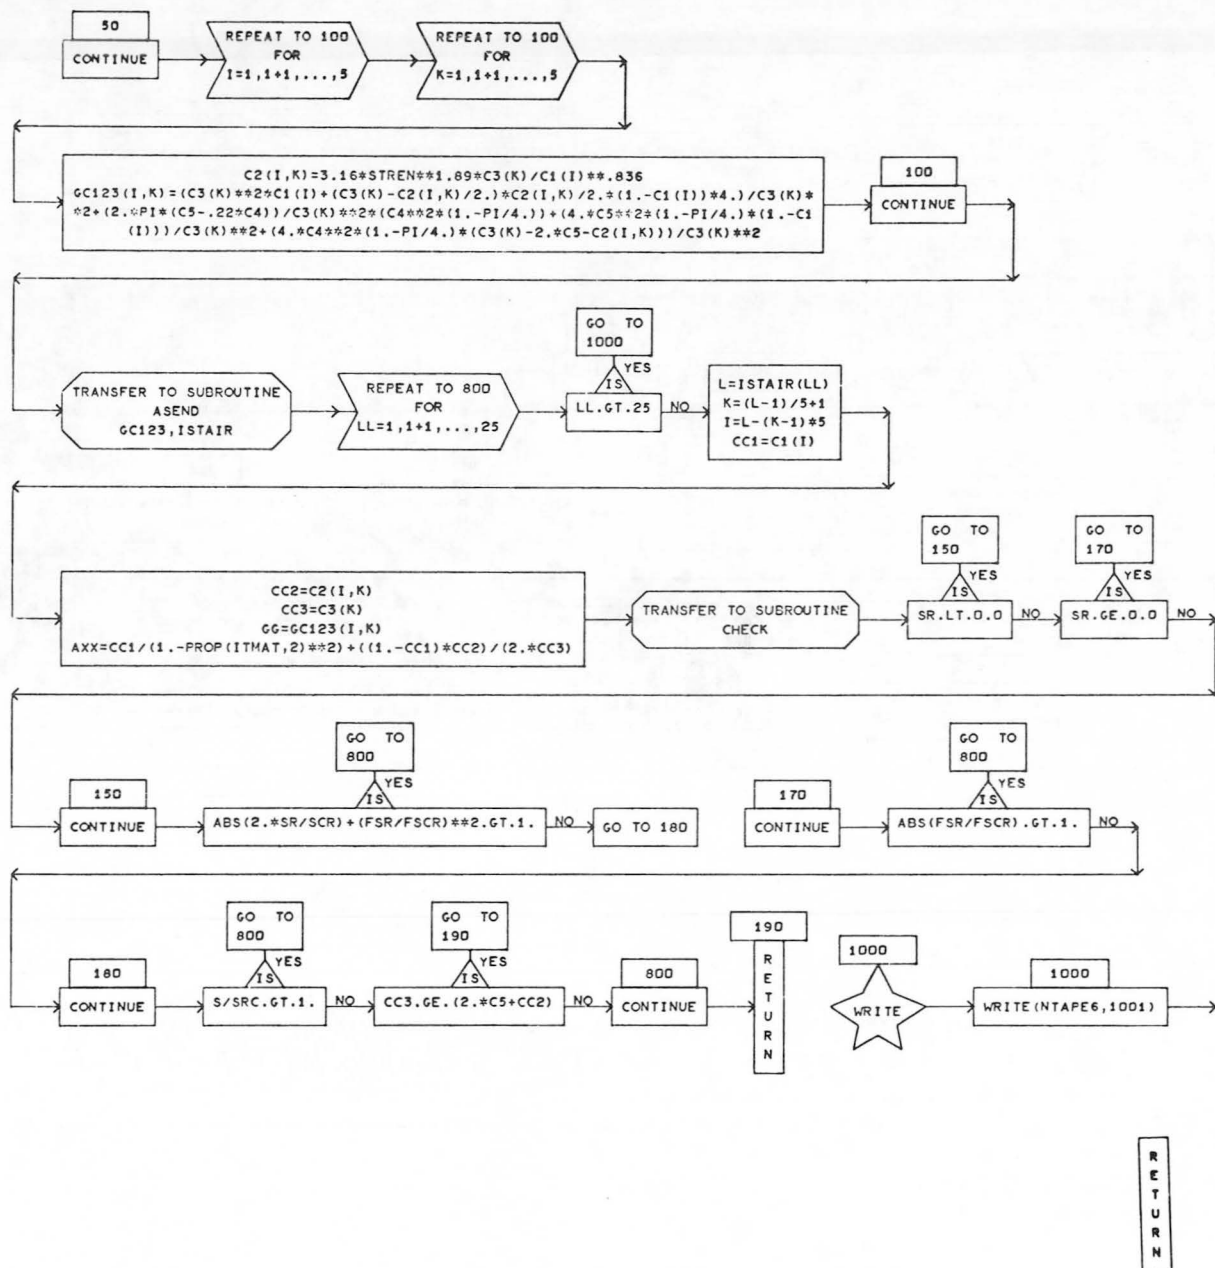 50
CONTINUE
REPEAT TO 100
FOR
I=1,1+1,...,5
REPEAT TO 100
FOR
K=1,1+1,...,5
C2(I,K)=3.16*STREN**1.89*C3(K)/C1(I)**.836
GC123(I,K)=(C3(K)**2*C1(I)+(C3(K)-C2(I,K)/2.)*C2(I,K)/2.*(1.-C1(I))*4.)/C3(K)*
*2+(2.*PI*(C5-.22*C4))/C3(K)**2*(C4**2*(1.-PI/4.))+(4.*C5**2*(1.-PI/4.)*(1.-C1
(I)))/C3(K)**2+(4.*C4**2*(1.-PI/4.)*(C3(K)-2.*C5-C2(I,K)))/C3(K)**2
100
CONTINUE
TRANSFER TO SUBROUTINE
ASEND
GC123,ISTAIR
REPEAT TO 800
FOR
LL=1,1+1,...,25
GO TO
1000
YES
IS
LL.GT.25
NO
L=ISTAIR(LL)
K=(L-1)/5+1
I=L-(K-1)*5
CC1=C1(I)
CC2=C2(I,K)
CC3=C3(K)
GG=GC123(I,K)
AXX=CC1/(1.-PROP(ITMAT,2)**2)+((1.-CC1)*CC2)/(2.*CC3)
TRANSFER TO SUBROUTINE
CHECK
GO TO
150
YES
IS
SR.LT.0.0
NO
GO TO
170
YES
IS
SR.GE.0.0
NO
150
CONTINUE
GO TO
800
YES
IS
ABS(2.*SR/SCR)+(FSR/FSCR)**2.GT.1.
NO
GO TO 180
170
CONTINUE
GO TO
800
YES
IS
ABS(FSR/FSCR).GT.1.
NO
180
CONTINUE
GO TO
800
YES
IS
S/SRC.GT.1.
NO
GO TO
190
YES
IS
CC3.GE.(2.*C5+CC2)
NO
800
CONTINUE
190
RETURN
1000
WRITE
1000
WRITE(NTAPE6,1001)
RETURN